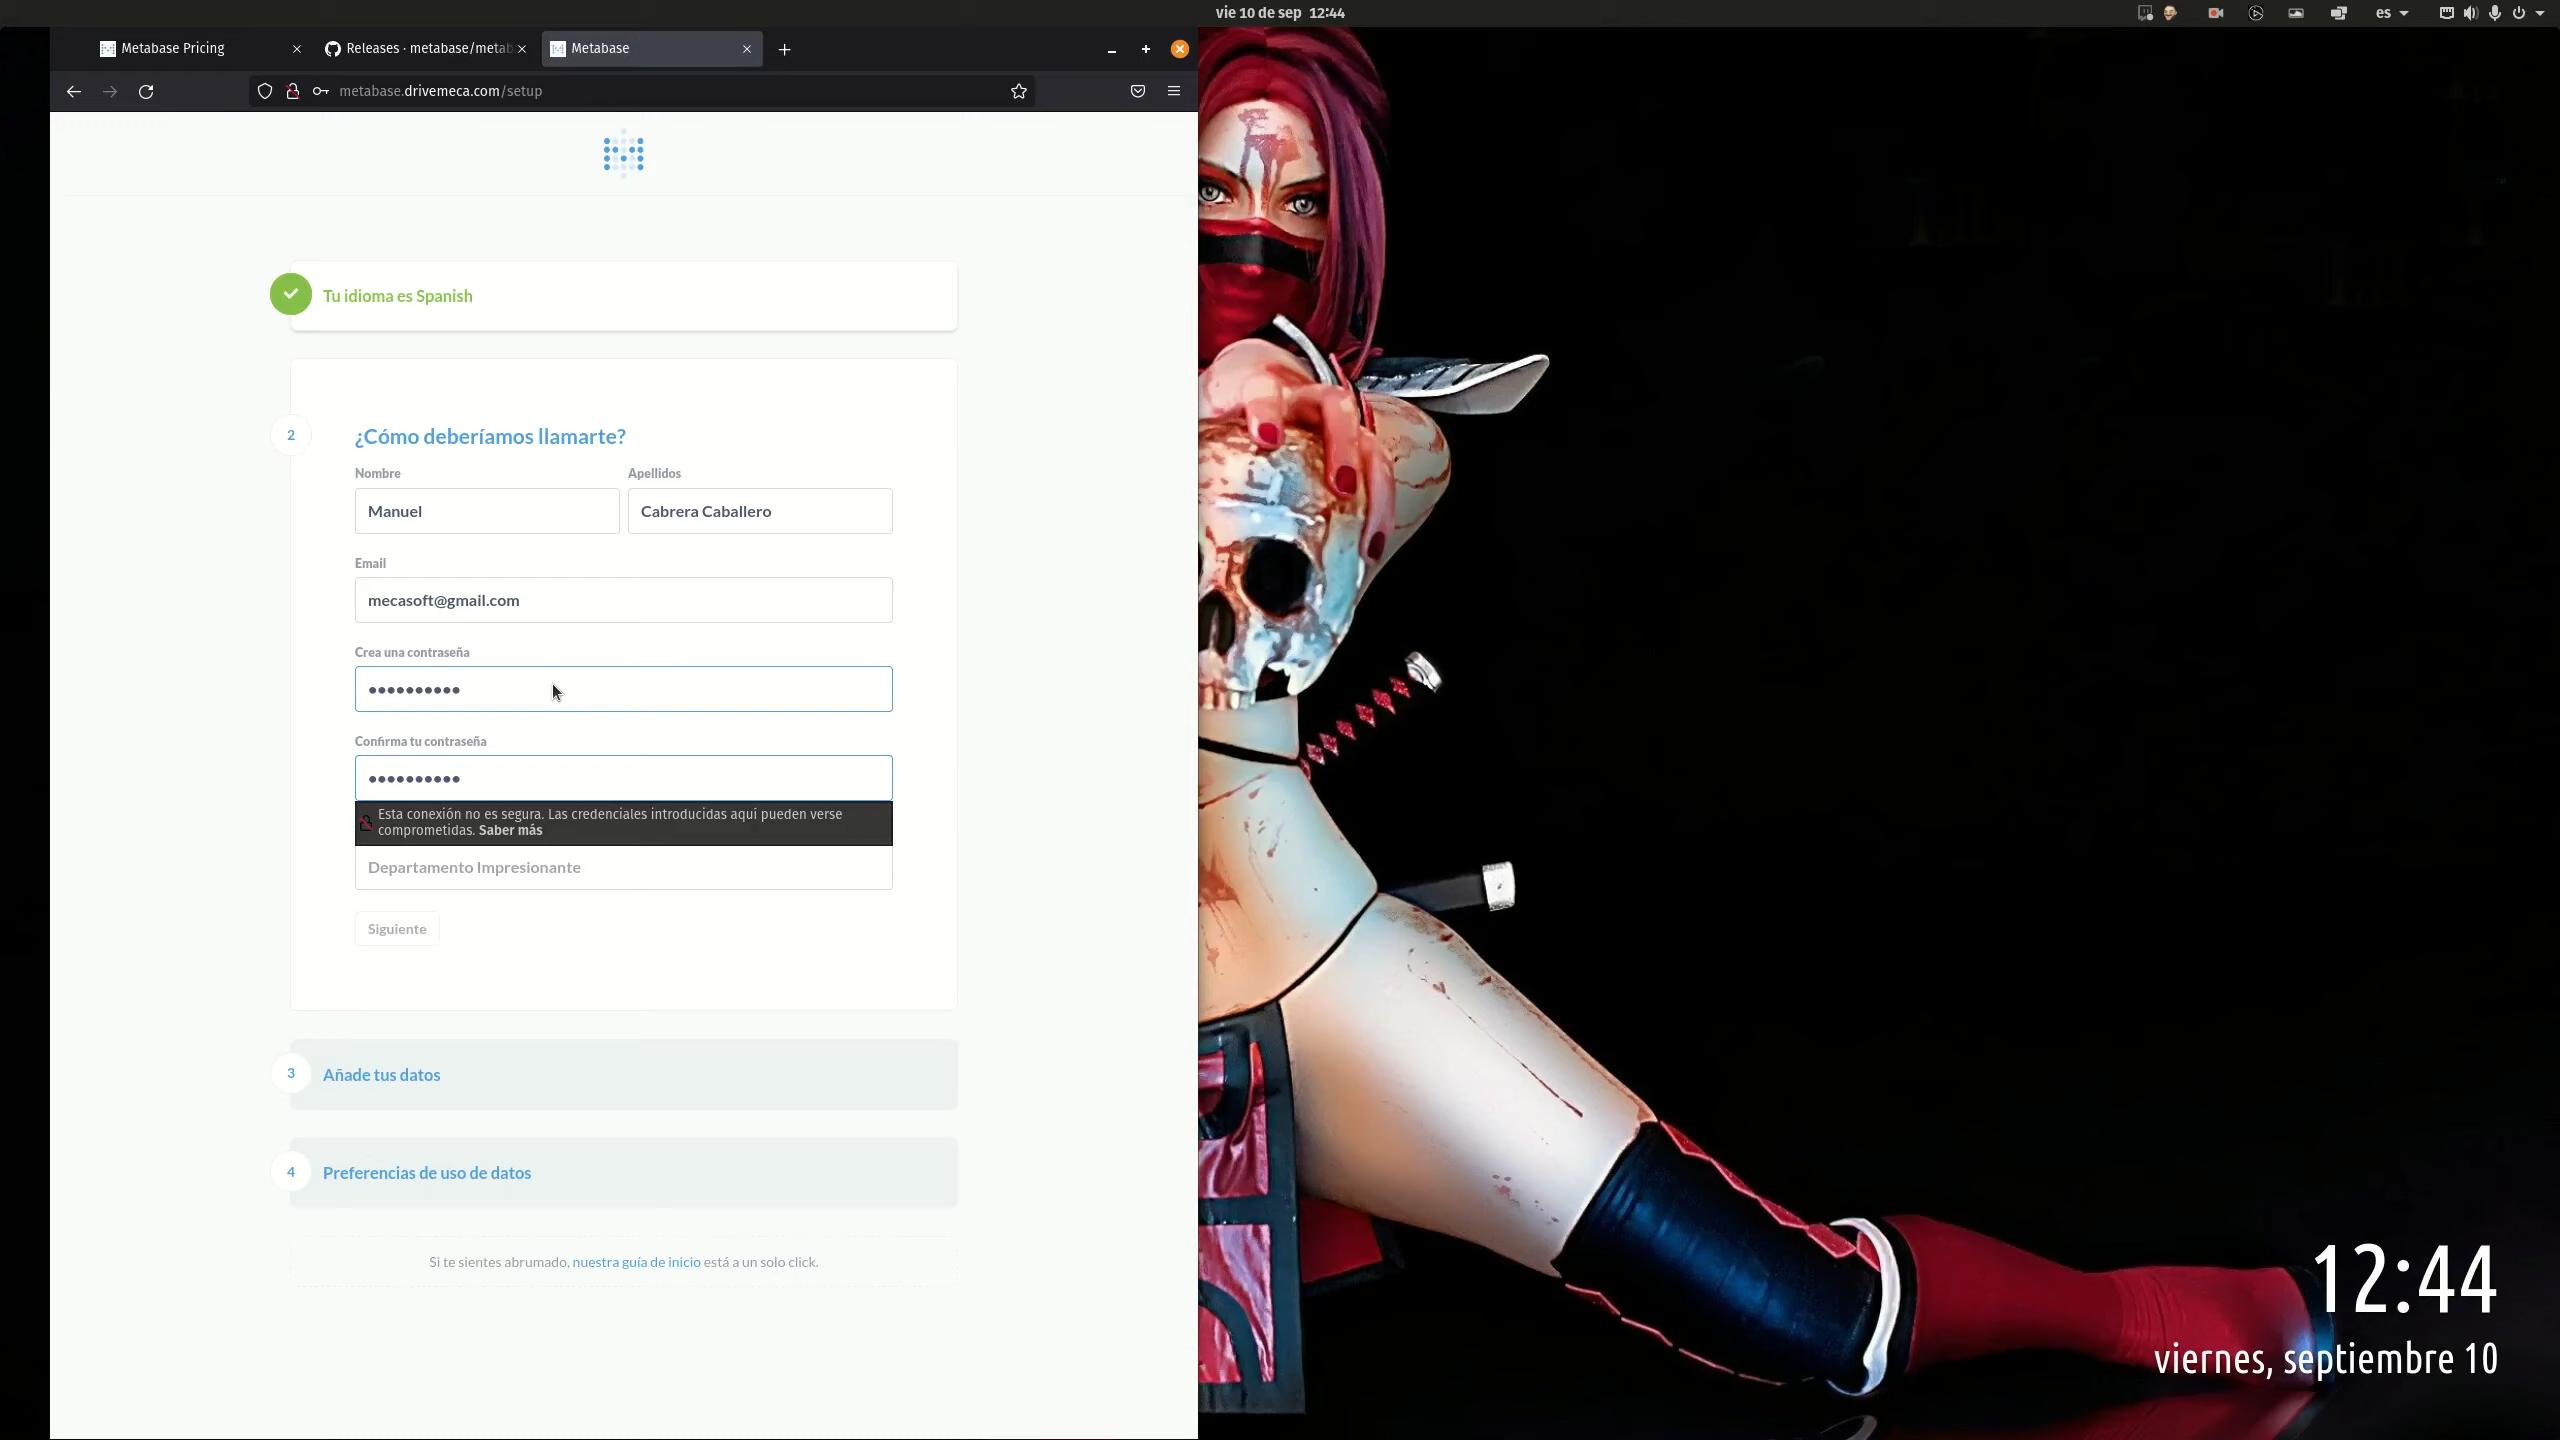 vie 10 de sep 12:44
es
Metabase Pricing
Releases · metabase/metab
Metabase
metabase.drivemeca.com/setup
Tu idioma es Spanish
2
¿Cómo deberíamos llamarte?
Nombre
Apellidos
Manuel
Cabrera Caballero
Email
mecasoft@gmail.com
Crea una contraseña
••••••••••
Confirma tu contraseña
••••••••••
Esta conexión no es segura. Las credenciales introducidas aquí pueden verse
comprometidas. Saber más
Departamento Impresionante
Siguiente
3
Añade tus datos
4
Preferencias de uso de datos
Si te sientes abrumado, nuestra guía de inicio está a un solo click.
12:44
viernes, septiembre 10